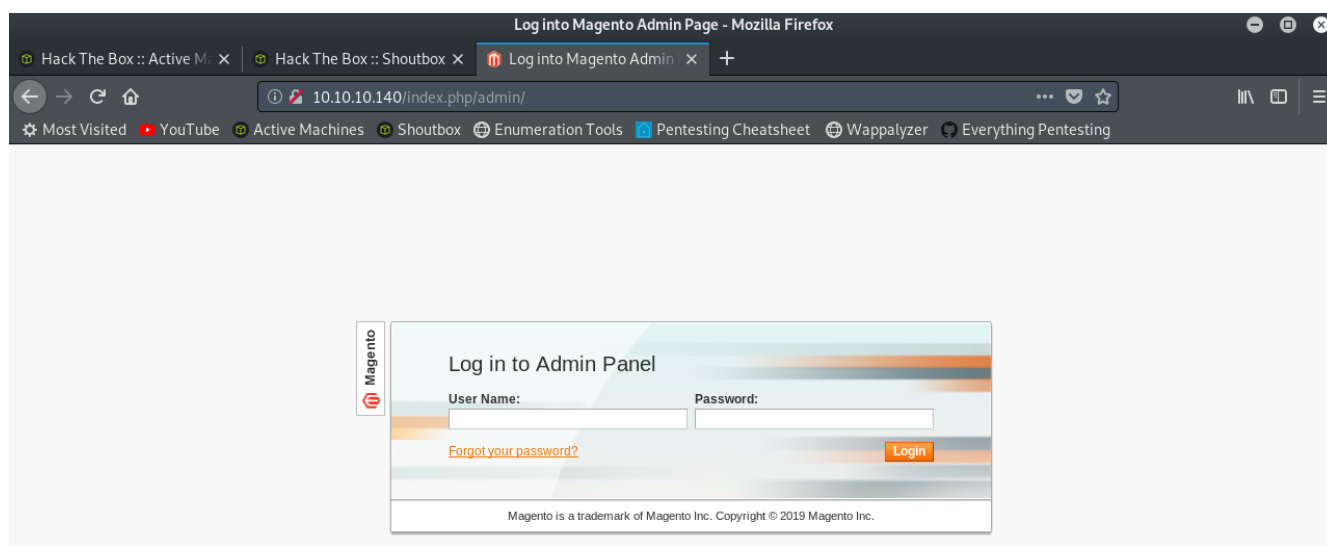 Log into Magento Admin Page - Mozilla Firefox
Hack The Box :: Active Ma
Hack The Box :: Shoutbox
Log into Magento Admin
10.10.10.140/index.php/admin/
Most Visited YouTube Active Machines Shoutbox Enumeration Tools Pentesting Cheatsheet Wappalyzer Everything Pentesting
Magento
Log in to Admin Panel
User Name: Password:
Forgot your password? Login
Magento is a trademark of Magento Inc. Copyright © 2019 Magento Inc.